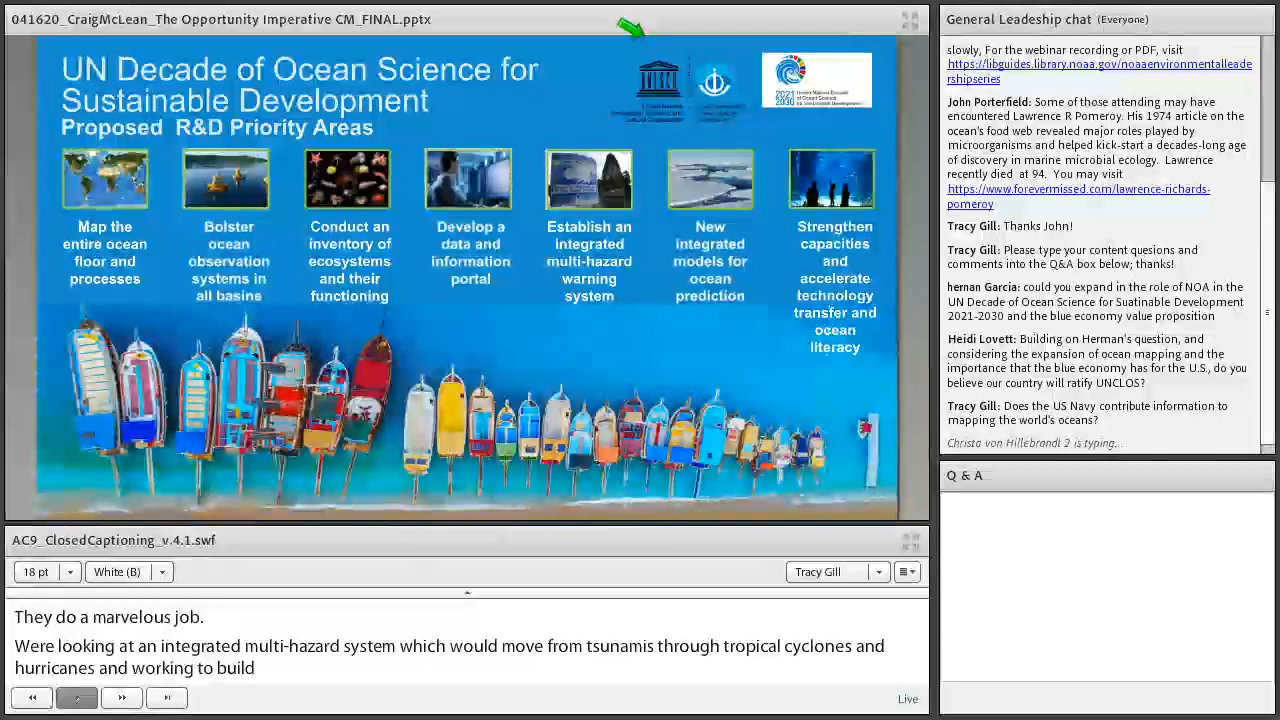 041620_CraigMcLean_The Opportunity Imperative CM_FINAL.pptx
UN Decade of Ocean Science for
Sustainable Development
Proposed R&D Priority Areas
2021
2030
Map the
entire ocean
floor and
processes
Bolster
ocean
observation
systems in
all basins
Conduct an
inventory of
ecosystems
and their
functioning
Develop a
data and
information
portal
Establish an
integrated
multi-hazard
warning
system
New
integrated
models for
ocean
prediction
Strengthen
capacities
and
accelerate
technology
transfer and
ocean
literacy
AC9_ClosedCaptioning_v.4.1.swf
18 pt
White (B)
Tracy Gill
They do a marvelous job.
Were looking at an integrated multi-hazard system which would move from tsunamis through tropical cyclones and
hurricanes and working to build
Live
General Leadership chat (Everyone)
slowly, For the webinar recording or PDF, visit
https://libguides.library.noaa.gov/noaaenvironmentalleade
rshipseries
John Porterfield: Some of those attending may have
encountered Lawrence R Pomeroy. His 1974 article on the
ocean's food web revealed major roles played by
microorganisms and helped kick-start a decades-long age
of discovery in marine microbial ecology. Lawrence
recently died at 94. You may visit
https://www.forevermissed.com/lawrence-richards-
pomeroy
Tracy Gill: Thanks John!
Tracy Gill: Please type your content quesions and
comments into the Q&A box below; thanks!
hernan Garcia: could you expand in the role of NOA in the
UN Decade of Ocean Science for Suatinable Development
2021-2030 and the blue economy value proposition
Heidi Lovett: Building on Herman's question, and
considering the expansion of ocean mapping and the
importance that the blue economy has for the U.S., do you
believe our country will ratify UNCLOS?
Tracy Gill: Does the US Navy contribute information to
mapping the world's oceans?
Christa von Hillebrandt 2 is typing...
Q & A